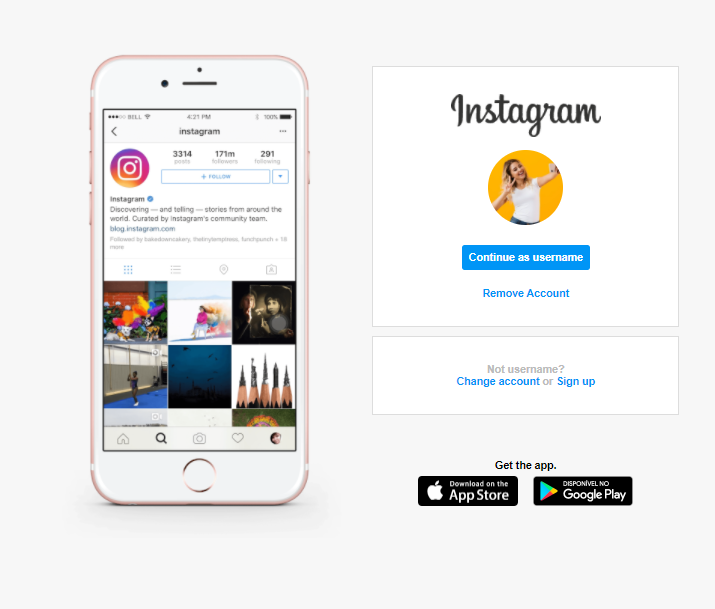 ●●●○○ BELL
4:21 PM
100%
instagram
3314
171m
291
posts
followers
following
+ FOLLOW
Instagram
Discovering — and telling — stories from around the
world. Curated by Instagram's community team.
blog.instagram.com
Followed by bakedowncakery, thetinytempiness, funchpunch + 18
more
Instagram
Continue as username
Remove Account
Not username?
Change account or Sign up
Get the app.
Download on the
App Store
DISPONÍVEL NO
Google Play